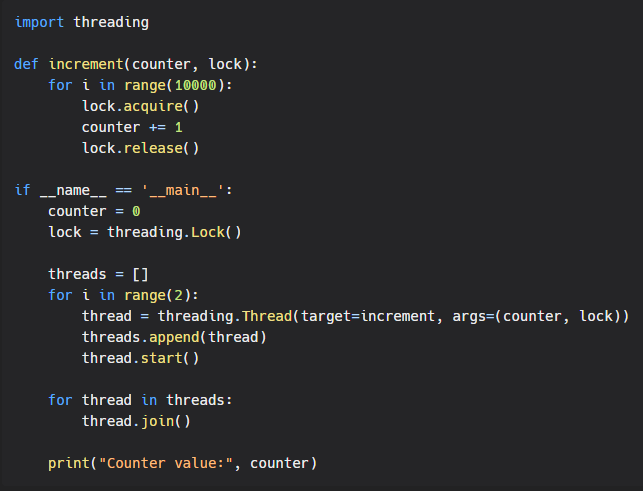 import threading

def increment(counter, lock):
    for i in range(10000):
        lock.acquire()
        counter += 1
        lock.release()

if __name__ == '__main__':
    counter = 0
    lock = threading.Lock()

    threads = []
    for i in range(2):
        thread = threading.Thread(target=increment, args=(counter, lock))
        threads.append(thread)
        thread.start()

    for thread in threads:
        thread.join()

    print("Counter value:", counter)